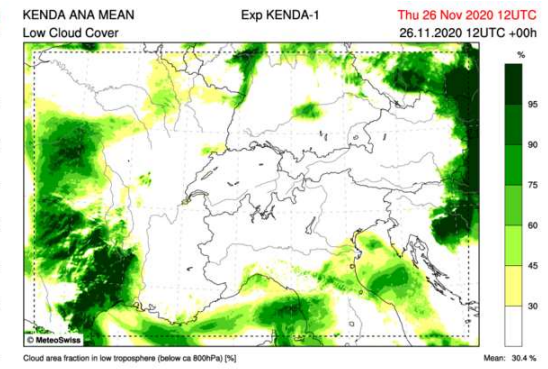 KENDA ANA MEAN Exp KENDA-1 Thu 26 Nov 2020 12UTC
Low Cloud Cover 26.11.2020 12UTC +00h
%
95
90
75
60
45
30
© MeteoSwiss
Cloud area fraction in low troposphere (below ca 800hPa) [%] Mean: 30.4 %